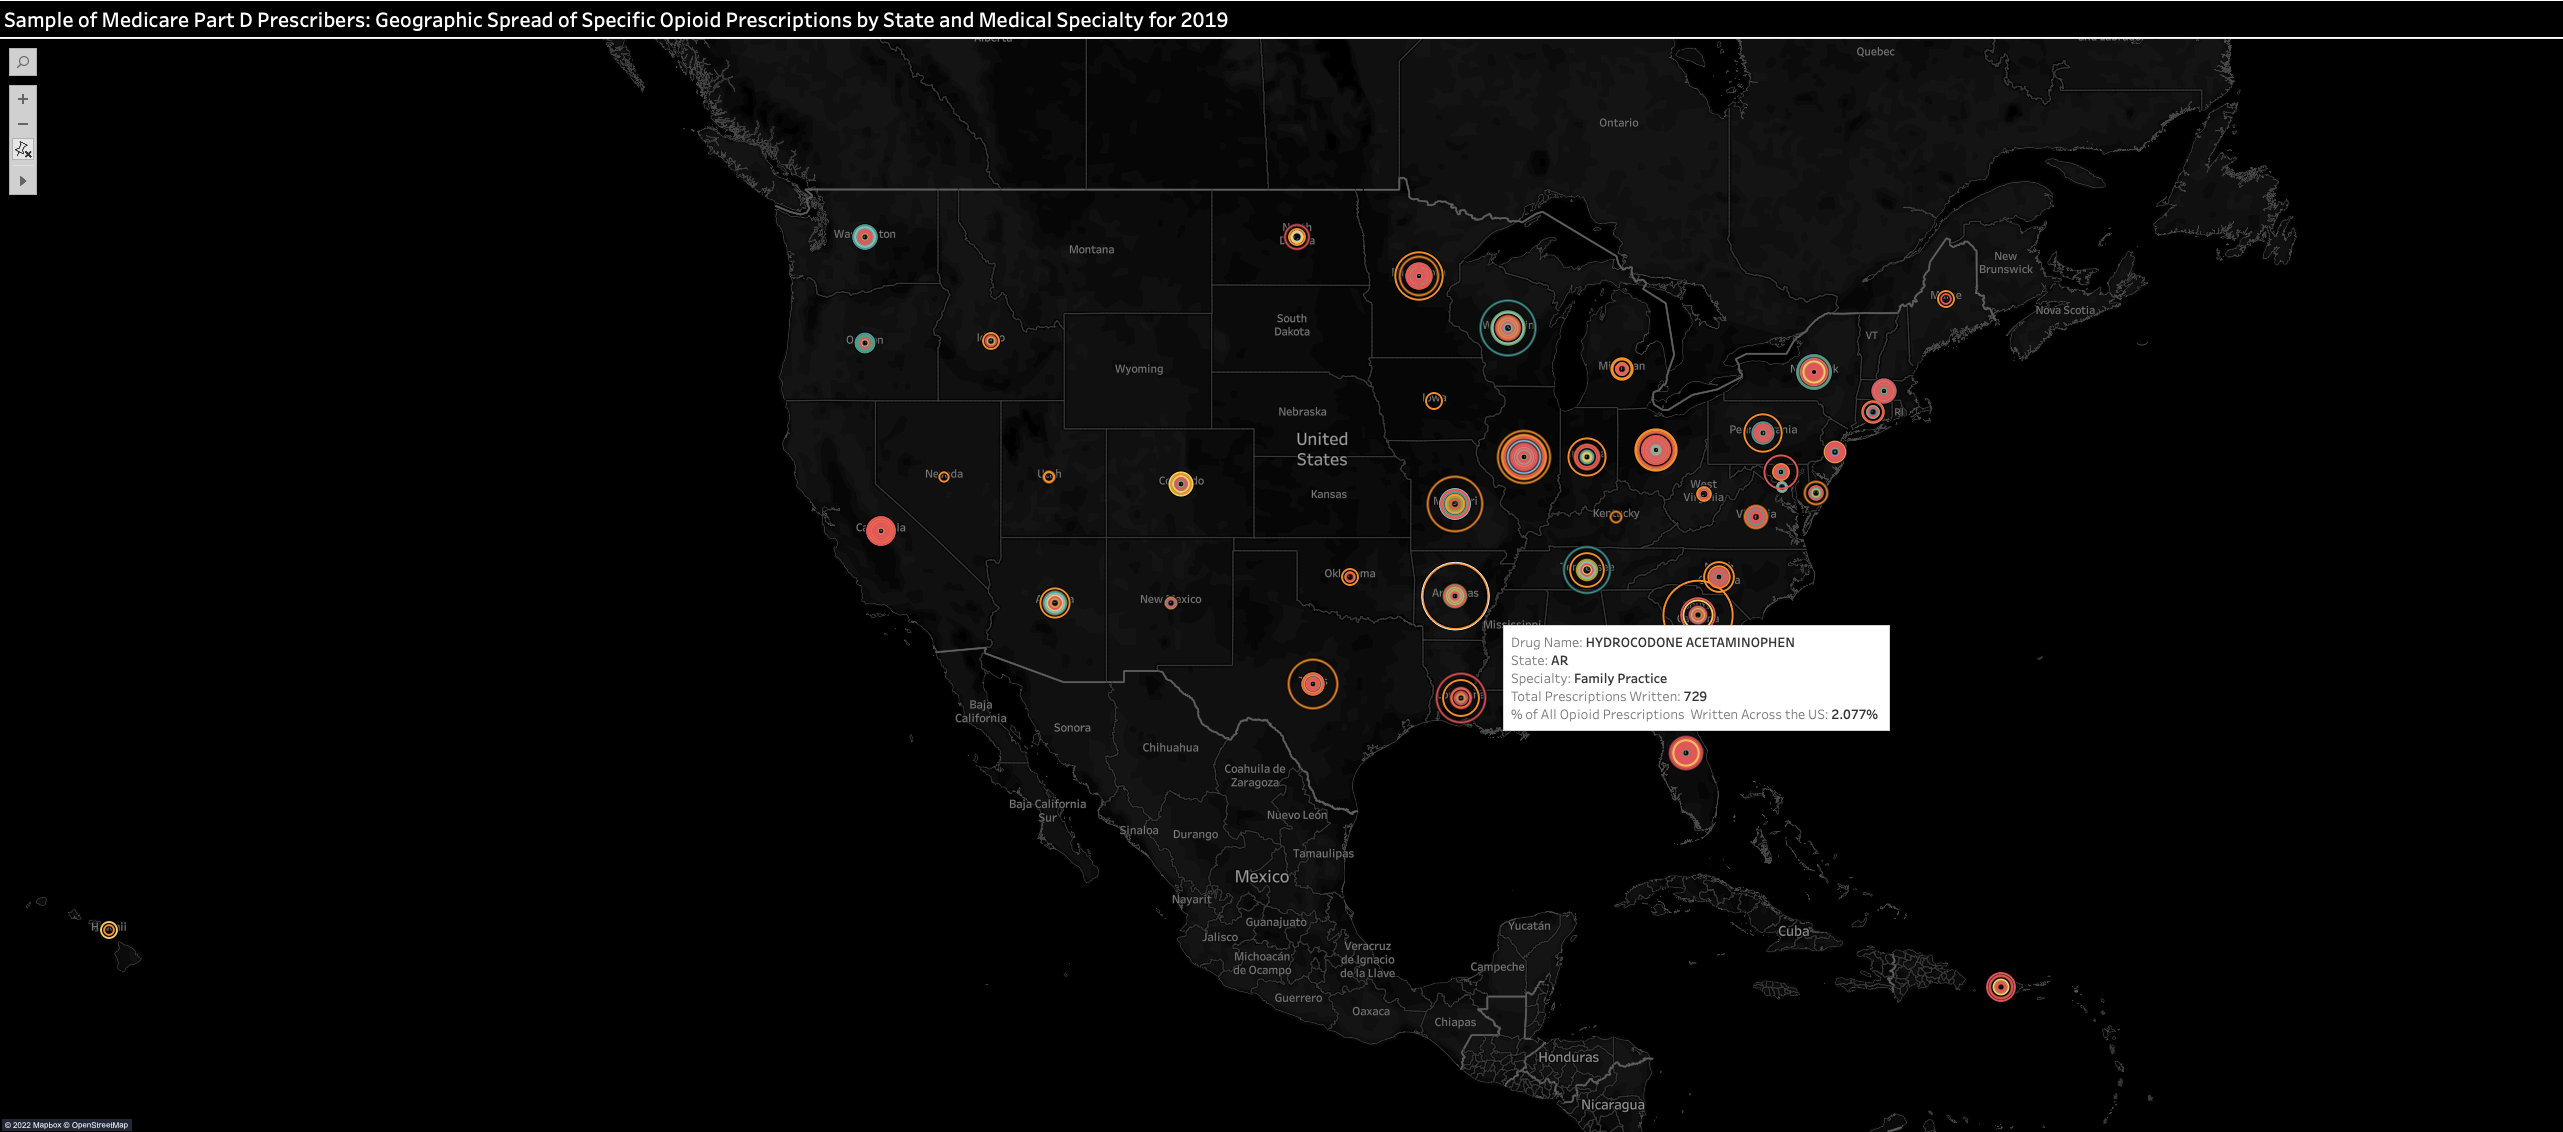 Sample of Medicare Part D Prescribers: Geographic Spread of Specific Opioid Prescriptions by State and Medical Specialty for 2019
Alberta
Quebec
Ontario
Montana
New
Brunswick
Nova Scotia
VT
South
Dakota
Wyoming
Nebraska
United
States
Kansas
RI
West
Kentucky
New Mexico
Mississippi
Drug Name: HYDROCODONE ACETAMINOPHEN
State: AR
Specialty: Family Practice
Total Prescriptions Written: 729
% of All Opioid Prescriptions Written Across the US: 2.077%
Baja
California
Sonora
Chihuahua
Coahuila de
Zaragoza
Baja California
Sur
Nuevo León
Sinaloa
Durango
Tamaulipas
Mexico
Nayarit
Guanajuato
Yucatán
Jalisco
Veracruz
de Ignacio
de la Llave
Michoacán
de Ocampo
Campeche
Cuba
Guerrero
Oaxaca
Chiapas
Honduras
Nicaragua
© 2022 Mapbox © OpenStreetMap